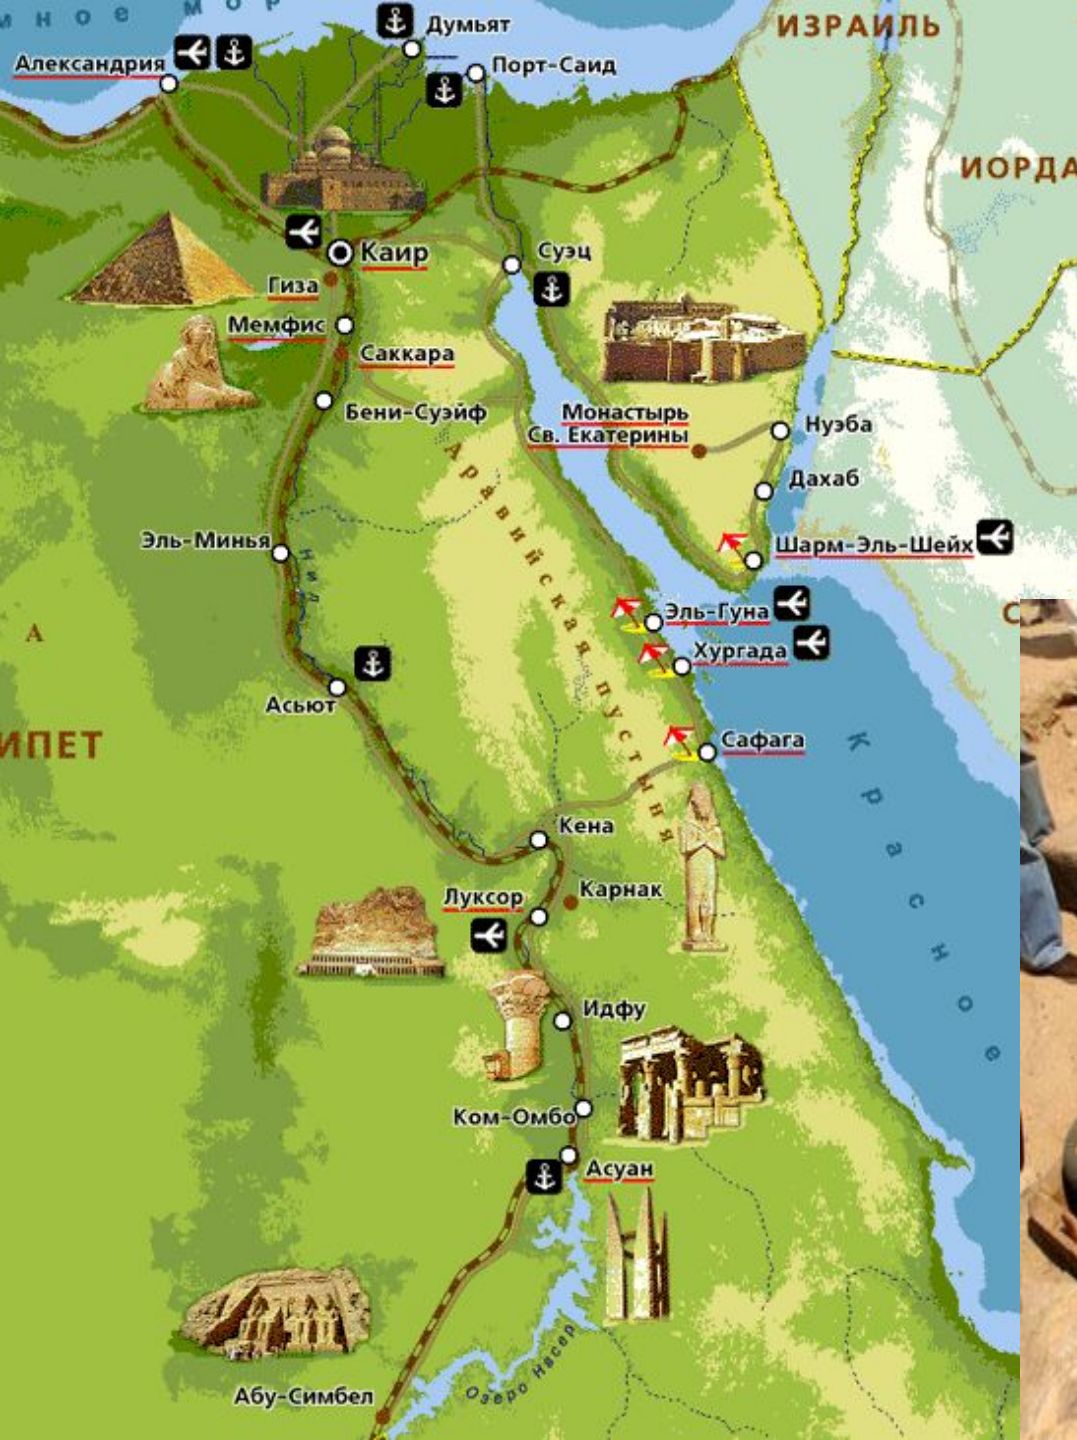 мное мор
ИЗРАИЛЬ
Думьят
Александрия
Порт-Саид
ИОРДА
Каир
Суэц
Гиза
Мемфис
Саккара
Бени-Суэйф
Монастырь
Св. Екатерины
Нуэба
Дахаб
Аравийская пустыня
Эль-Минья
Нил
Шарм-Эль-Шейх
Эль-Гуна
С
А
Хургада
Асьют
ИПЕТ
Сафага
Красное
Кена
Карнак
Луксор
Идфу
Ком-Омбо
Асуан
Озеро Насер
Абу-Симбел